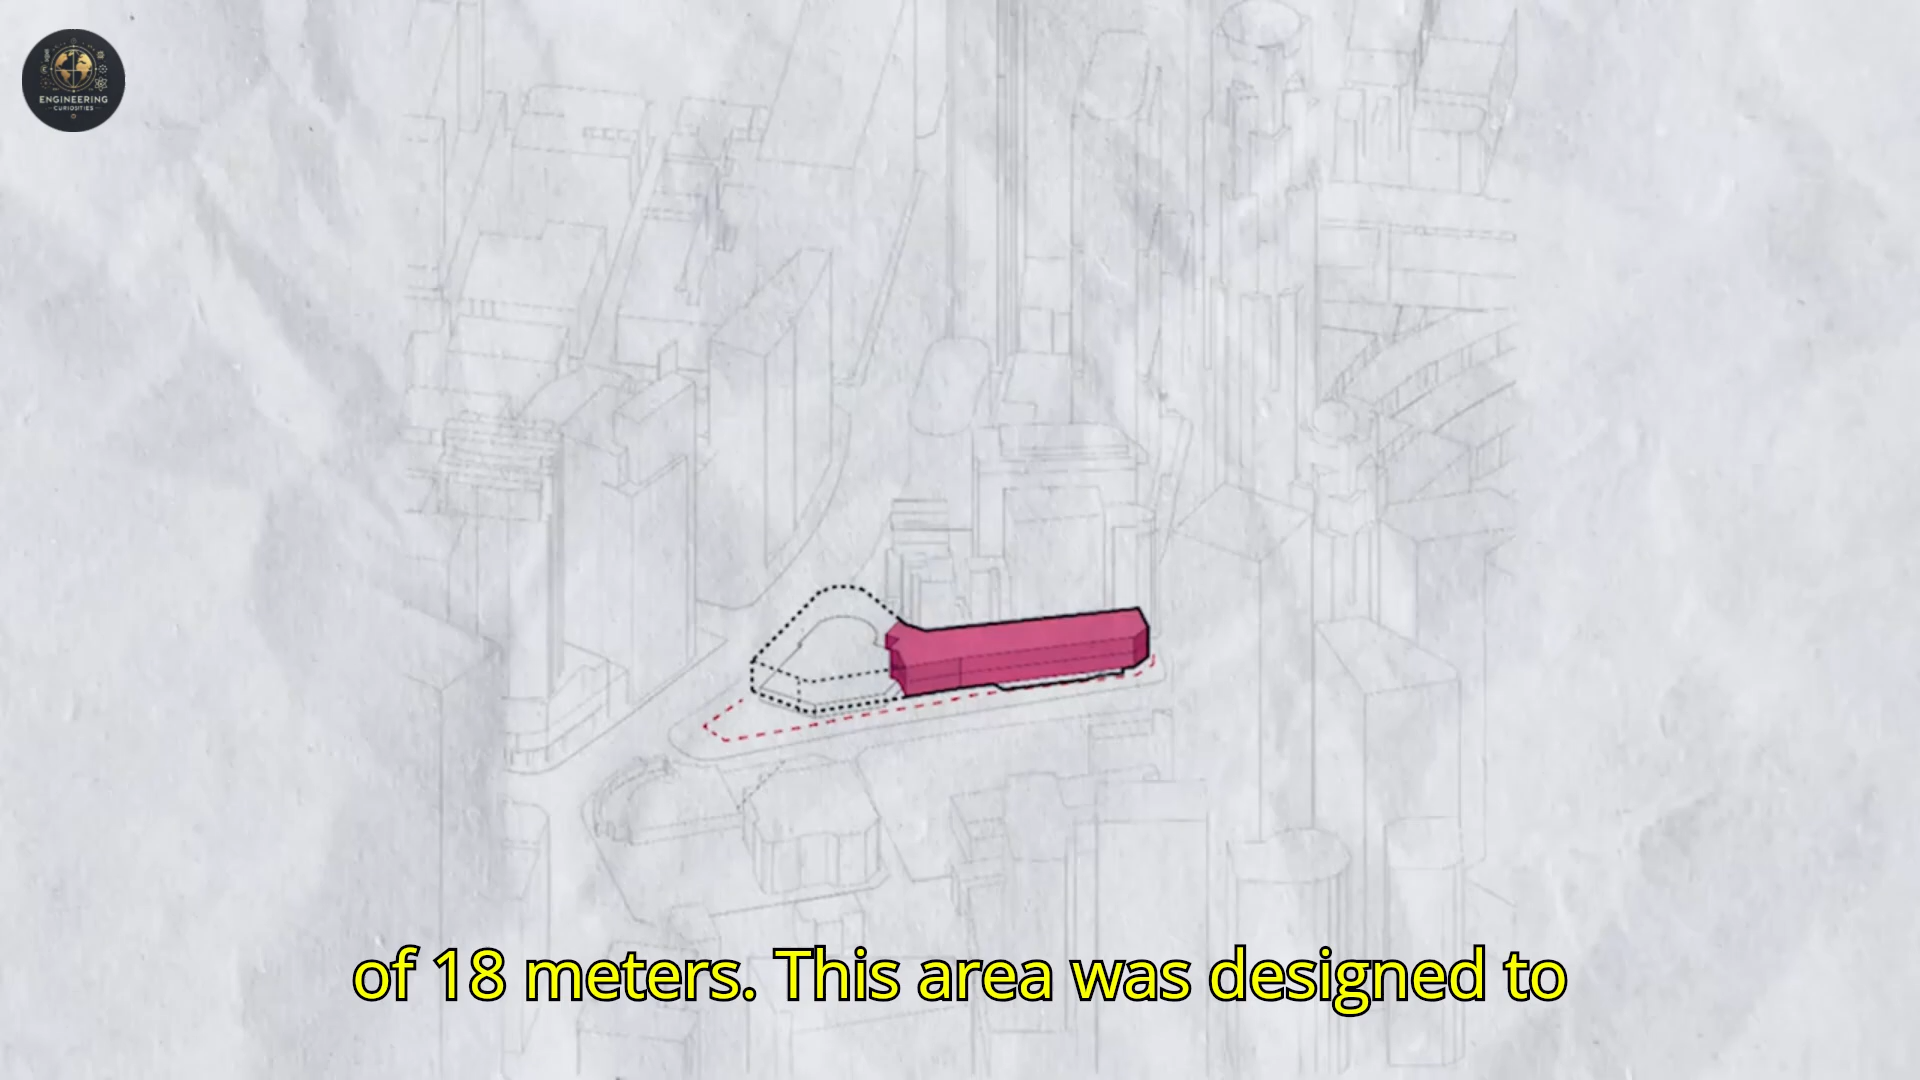 ENGINEERING
CURIOSITIES
of 18 meters. This area was designed to